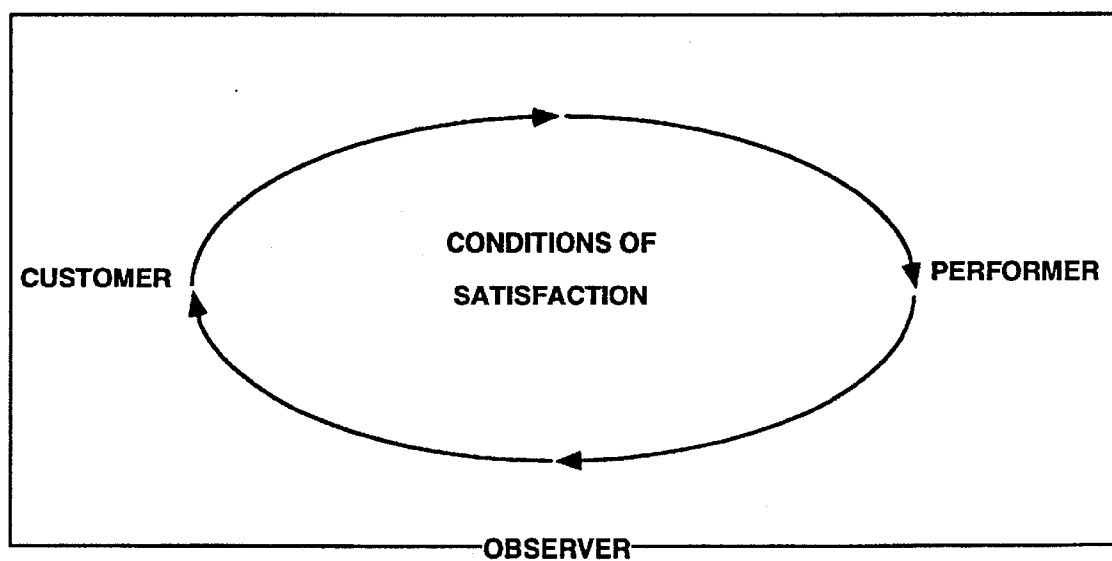 CONDITIONS OF
CUSTOMER
PERFORMER
SATISFACTION
OBSERVER